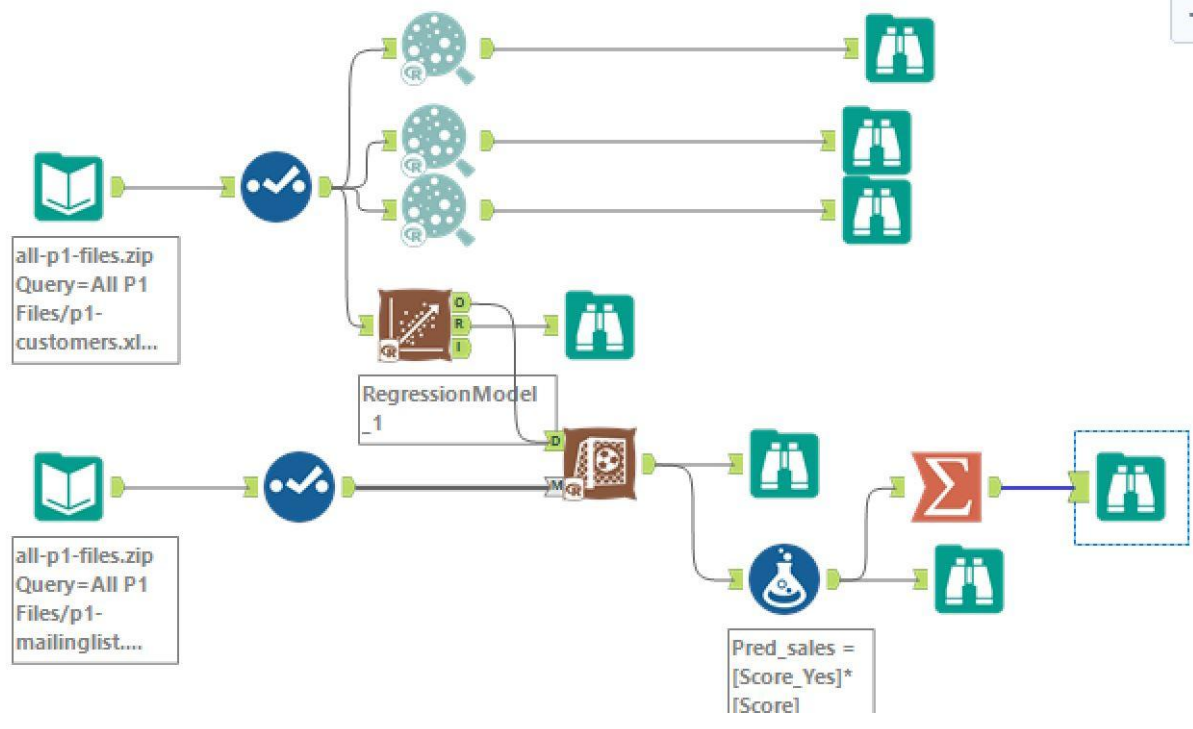 all-p1-files.zip
Query=All P1
Files/p1-
customers.xl...
O
R
I
RegressionModel
_1
D
M
all-p1-files.zip
Query=All P1
Files/p1-
mailinglist....
Pred_sales =
[Score_Yes]*
[Score]
R
R
R
R
R